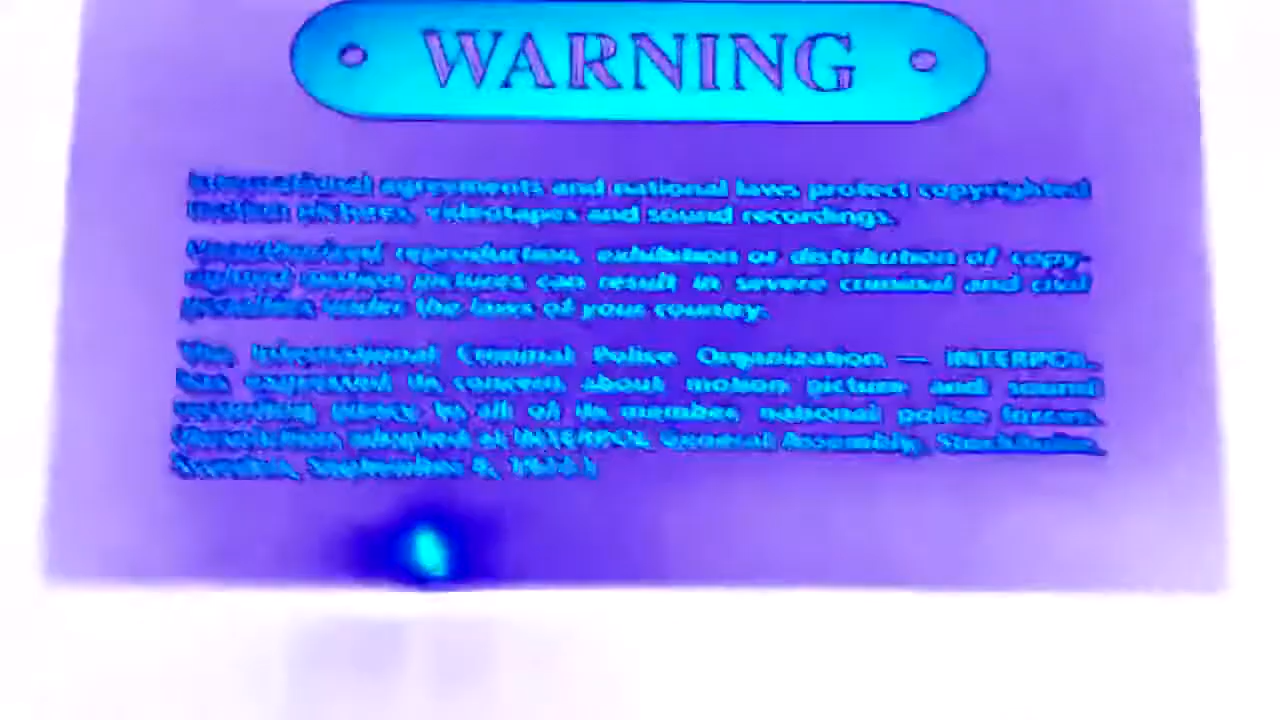 WARNING
International agreements and national laws protect copyrighted
motion pictures, videotapes and sound recordings.
Unauthorized reproduction, exhibition or distribution of copy-
righted motion pictures can result in severe criminal and civil
penalties under the laws of your country.
The International Criminal Police Organization — INTERPOL,
has expressed its concern about motion picture and sound
recording piracy to all of its member national police forces.
(Resolution adopted at INTERPOL General Assembly, Stockholm,
Sweden, September 8,